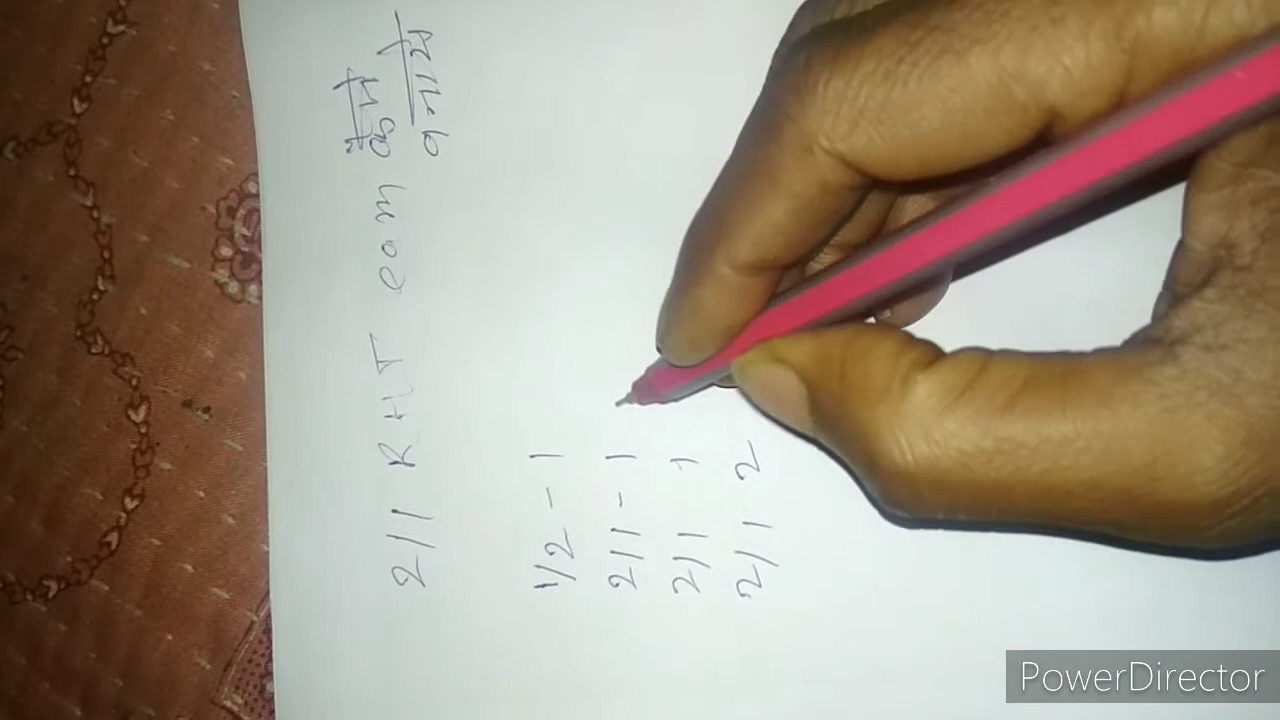 2/1 RHT com
1/2 - 1
2/1 - 1
2/1 1
2/1 2
PowerDirector